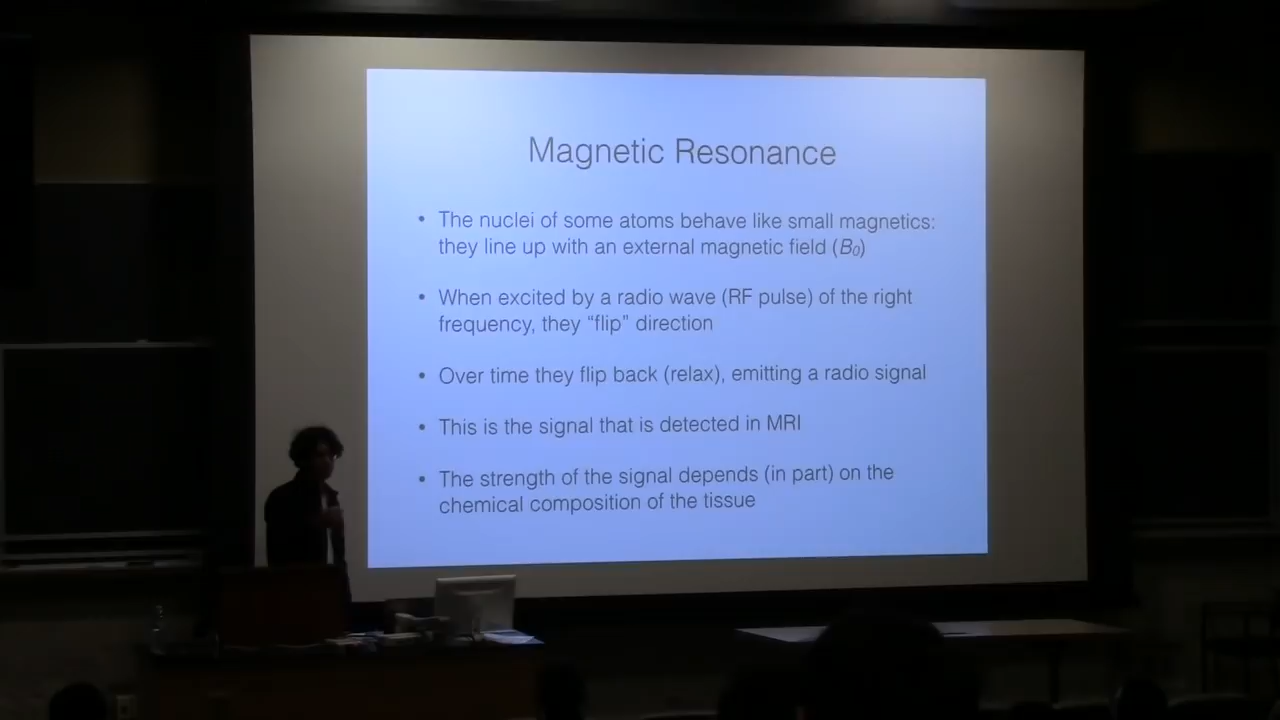 Magnetic Resonance
• The nuclei of some atoms behave like small magnetics:
they line up with an external magnetic field (B₀)
• When excited by a radio wave (RF pulse) of the right
frequency, they “flip” direction
• Over time they flip back (relax), emitting a radio signal
• This is the signal that is detected in MRI
• The strength of the signal depends (in part) on the
chemical composition of the tissue